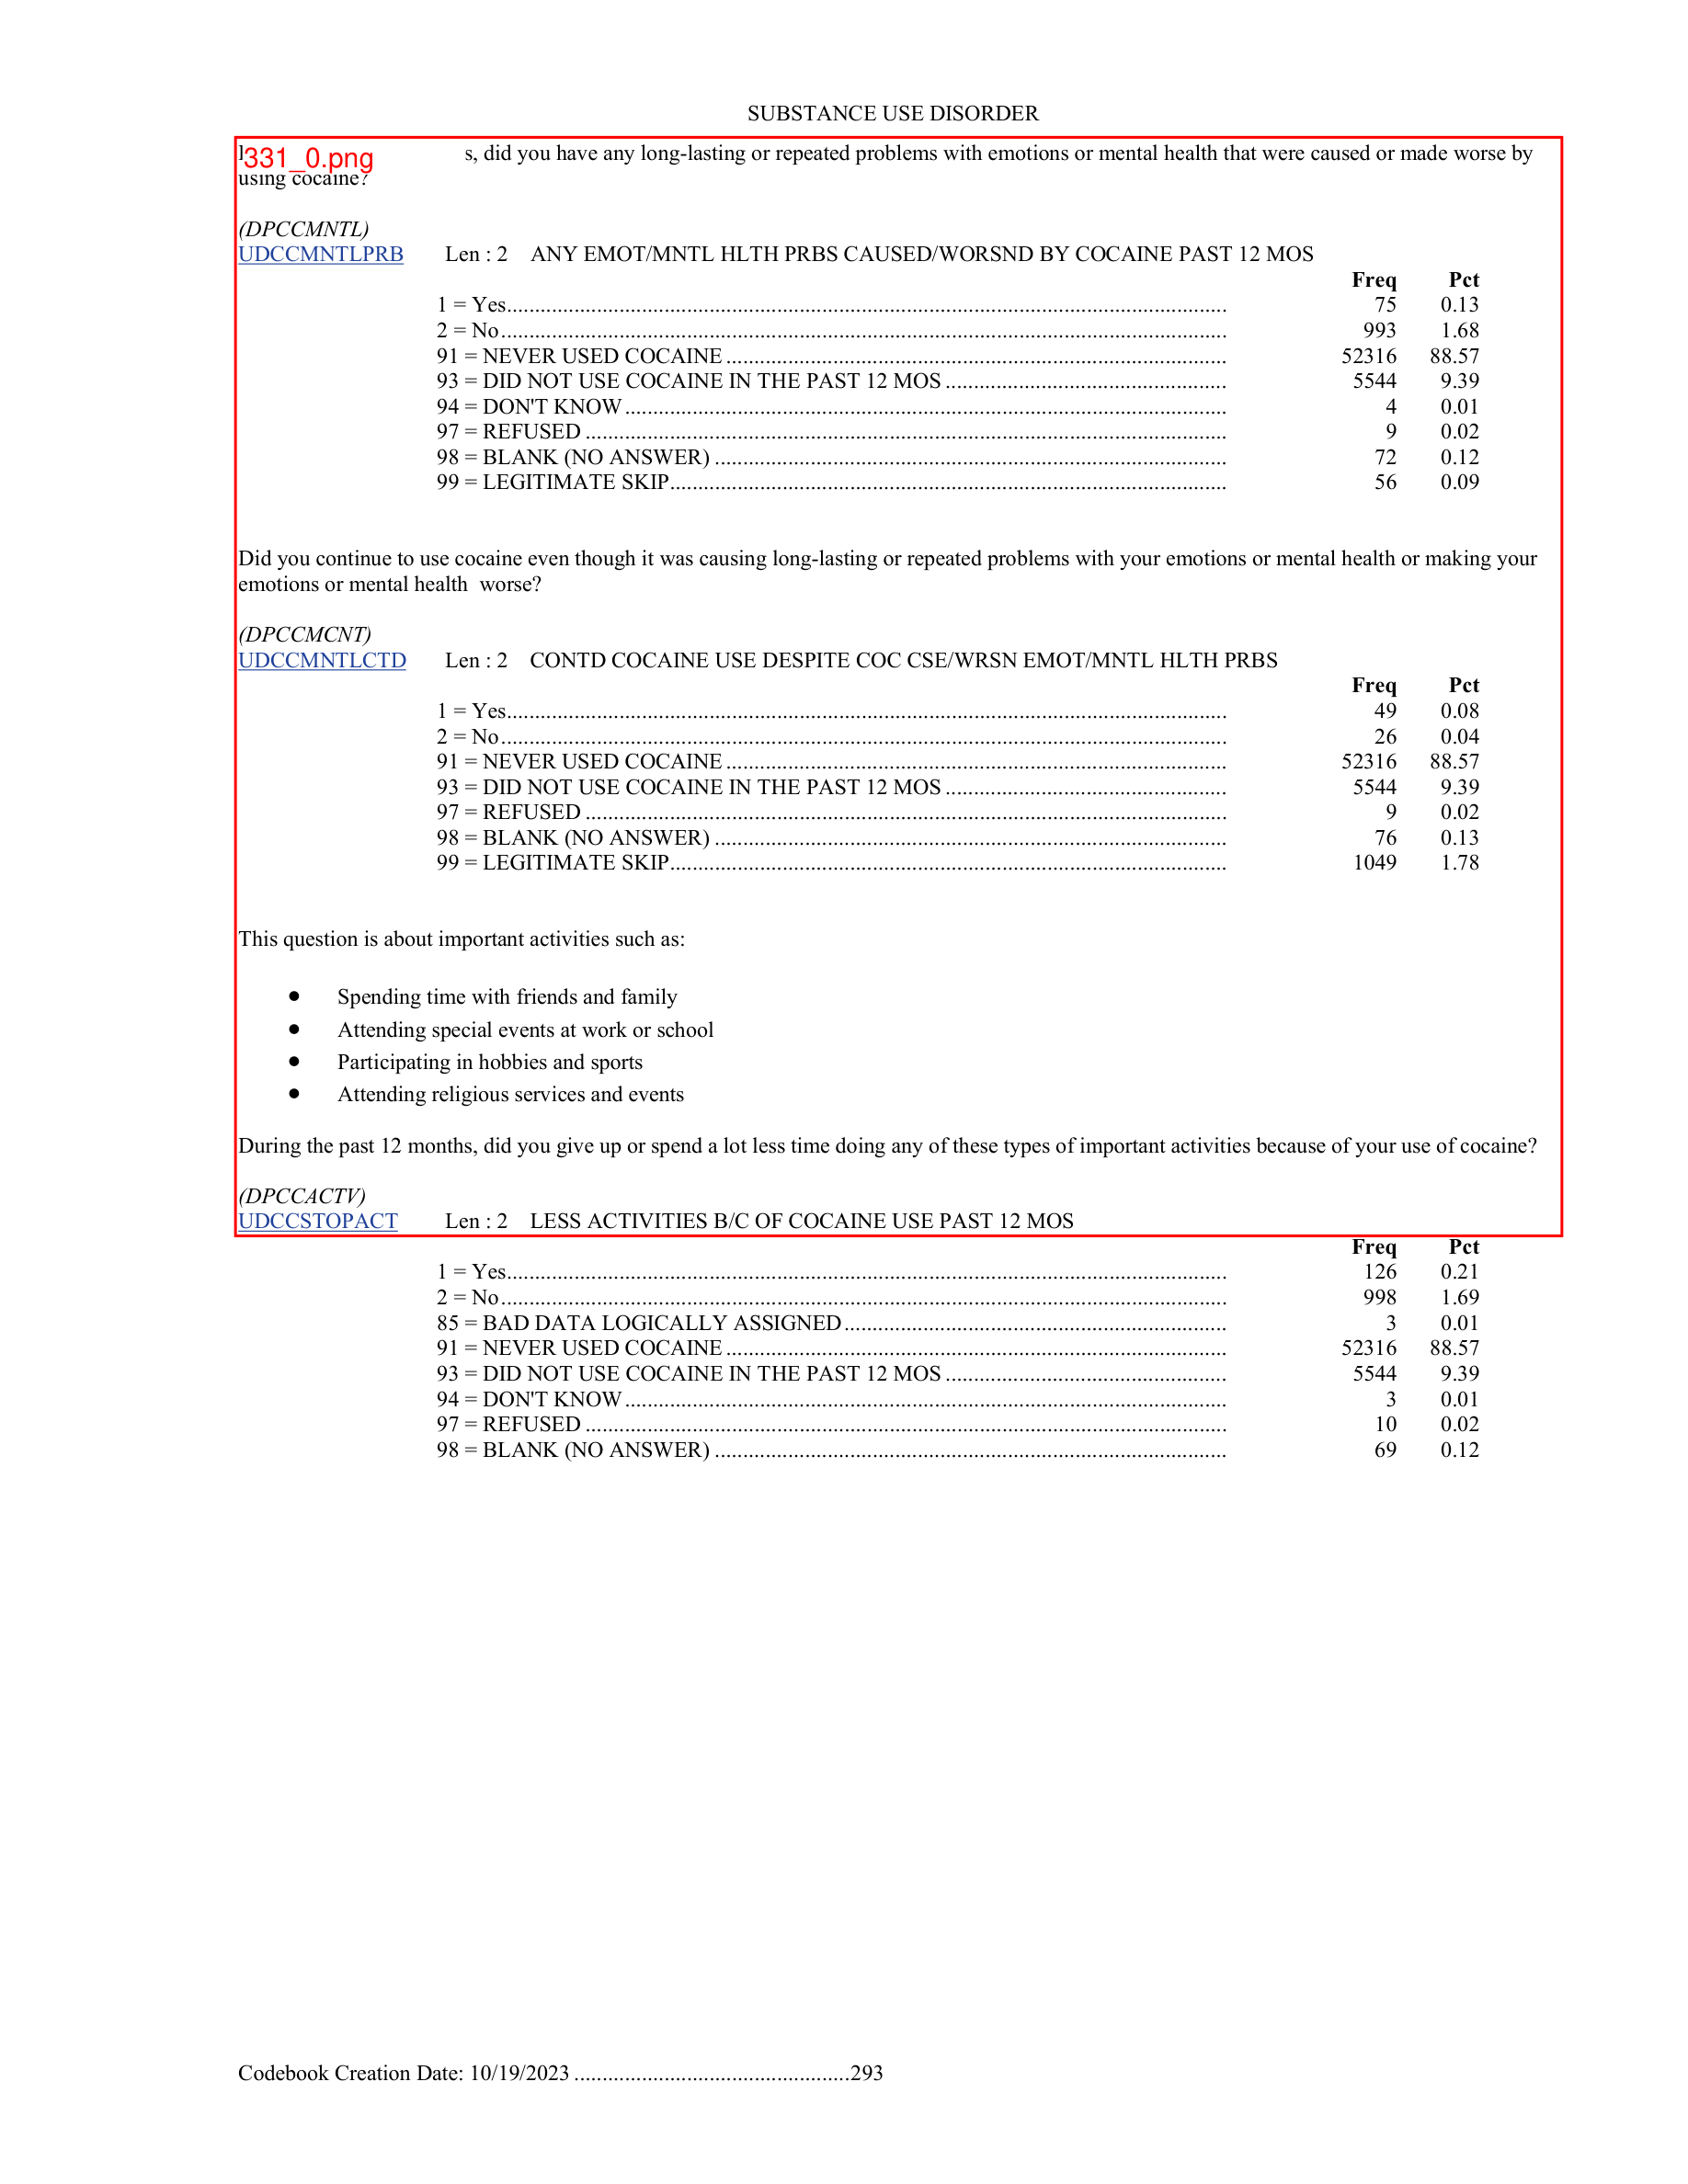 SUBSTANCE USE DISORDER
331_0.png s, did you have any long-lasting or repeated problems with emotions or mental health that were caused or made worse by
using cocaine?
(DPCCMNTL)
UDCCMNTLPRB Len : 2 ANY EMOT/MNTL HLTH PRBS CAUSED/WORSND BY COCAINE PAST 12 MOS
Freq Pct
1 = Yes 75 0.13
2 = No 993 1.68
91 = NEVER USED COCAINE 52316 88.57
93 = DID NOT USE COCAINE IN THE PAST 12 MOS 5544 9.39
94 = DON'T KNOW 4 0.01
97 = REFUSED 9 0.02
98 = BLANK (NO ANSWER) 72 0.12
99 = LEGITIMATE SKIP 56 0.09
Did you continue to use cocaine even though it was causing long-lasting or repeated problems with your emotions or mental health or making your
emotions or mental health worse?
(DPCCMCNT)
UDCCMNTLCTD Len : 2 CONTD COCAINE USE DESPITE COC CSE/WRSN EMOT/MNTL HLTH PRBS
Freq Pct
1 = Yes 49 0.08
2 = No 26 0.04
91 = NEVER USED COCAINE 52316 88.57
93 = DID NOT USE COCAINE IN THE PAST 12 MOS 5544 9.39
97 = REFUSED 9 0.02
98 = BLANK (NO ANSWER) 76 0.13
99 = LEGITIMATE SKIP 1049 1.78
This question is about important activities such as:
● Spending time with friends and family
● Attending special events at work or school
● Participating in hobbies and sports
● Attending religious services and events
During the past 12 months, did you give up or spend a lot less time doing any of these types of important activities because of your use of cocaine?
(DPCCACTV)
UDCCSTOPACT Len : 2 LESS ACTIVITIES B/C OF COCAINE USE PAST 12 MOS
Freq Pct
1 = Yes 126 0.21
2 = No 998 1.69
85 = BAD DATA LOGICALLY ASSIGNED 3 0.01
91 = NEVER USED COCAINE 52316 88.57
93 = DID NOT USE COCAINE IN THE PAST 12 MOS 5544 9.39
94 = DON'T KNOW 3 0.01
97 = REFUSED 10 0.02
98 = BLANK (NO ANSWER) 69 0.12
Codebook Creation Date: 10/19/2023 .................................................293